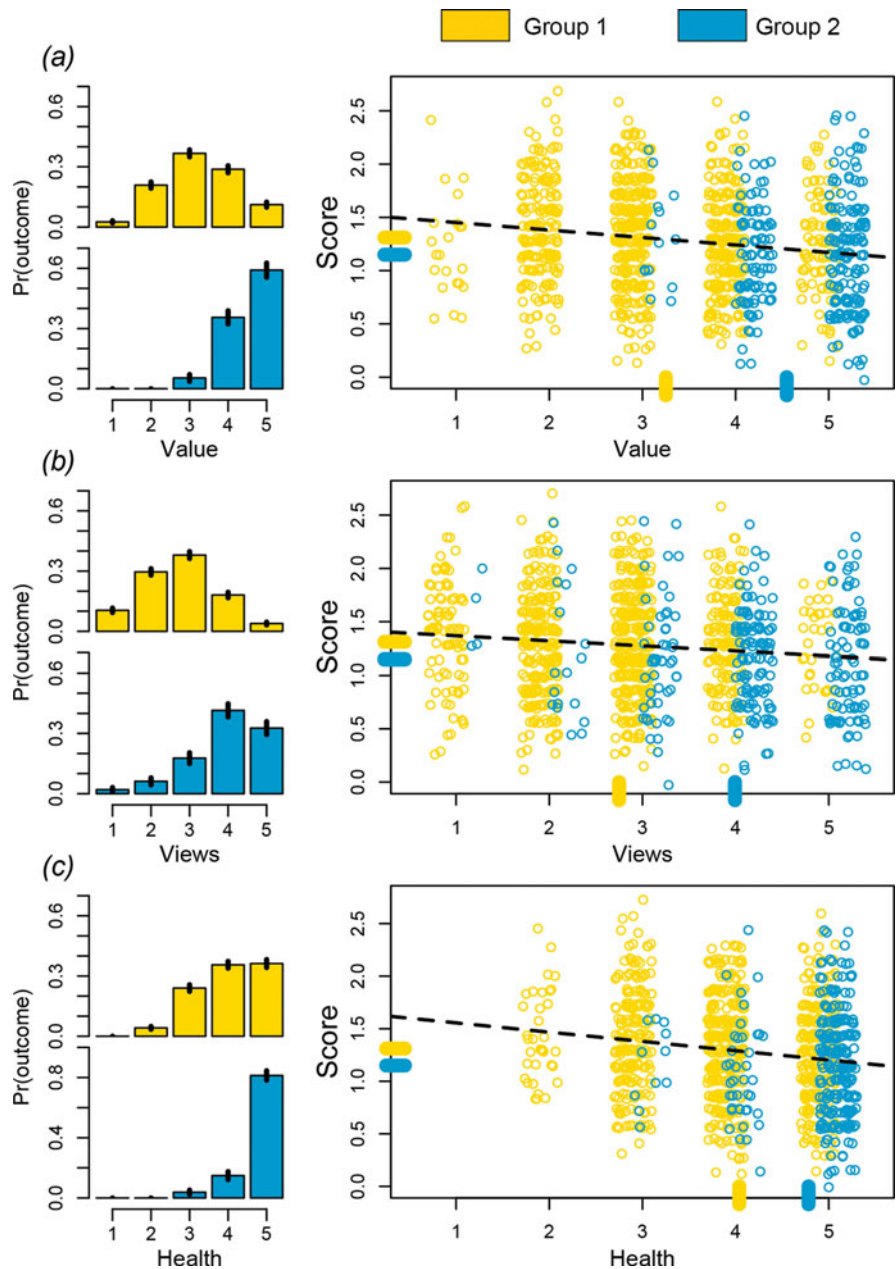 Group 1 Group 2
(a)
Pr(outcome)
0.0 0.3 0.6
0.0 0.3 0.6
1 2 3 4 5
Value
Score
0.0 0.5 1.0 1.5 2.0 2.5
1 2 3 4 5
Value
(b)
Pr(outcome)
0.0 0.3 0.6
0.0 0.3 0.6
1 2 3 4 5
Views
Score
0.0 0.5 1.0 1.5 2.0 2.5
1 2 3 4 5
Views
(c)
Pr(outcome)
0.0 0.3 0.6
0.0 0.4 0.8
1 2 3 4 5
Health
Score
0.0 0.5 1.0 1.5 2.0 2.5
1 2 3 4 5
Health